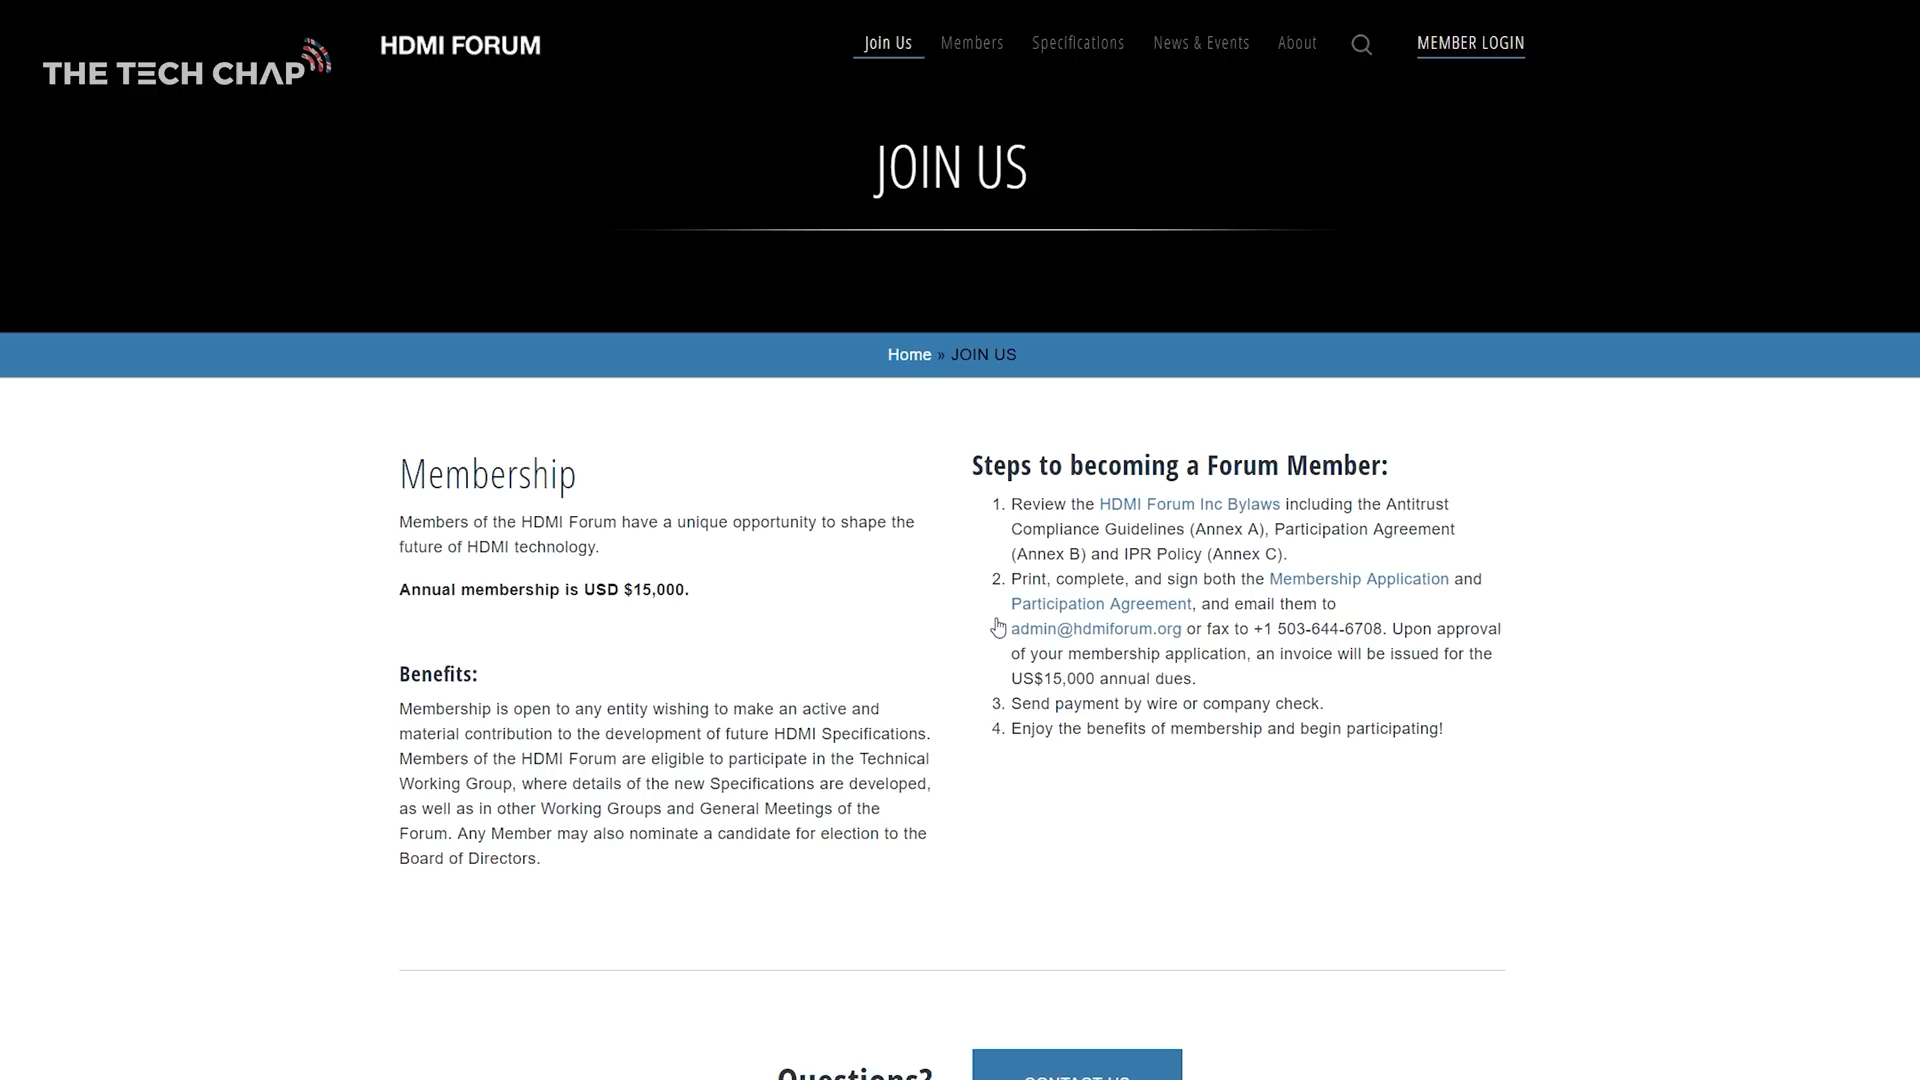 THE TECH CHAP
HDMI FORUM
Join Us
Members
Specifications
News & Events
About
MEMBER LOGIN
JOIN US
Home » JOIN US
Membership
Members of the HDMI Forum have a unique opportunity to shape the
future of HDMI technology.
Annual membership is USD $15,000.
Benefits:
Membership is open to any entity wishing to make an active and
material contribution to the development of future HDMI Specifications.
Members of the HDMI Forum are eligible to participate in the Technical
Working Group, where details of the new Specifications are developed,
as well as in other Working Groups and General Meetings of the
Forum. Any Member may also nominate a candidate for election to the
Board of Directors.
Steps to becoming a Forum Member:
1. Review the HDMI Forum Inc Bylaws including the Antitrust
Compliance Guidelines (Annex A), Participation Agreement
(Annex B) and IPR Policy (Annex C).
2. Print, complete, and sign both the Membership Application and
Participation Agreement, and email them to
admin@hdmiforum.org or fax to +1 503-644-6708. Upon approval
of your membership application, an invoice will be issued for the
US$15,000 annual dues.
3. Send payment by wire or company check.
4. Enjoy the benefits of membership and begin participating!
Questions?
CONTACT US